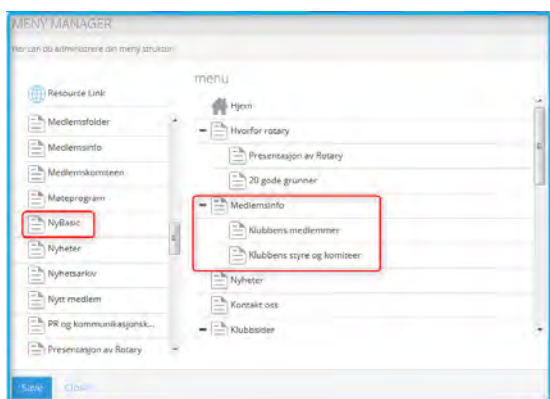 MENY MANAGER
Her can du administrere din meny struktur.
Resource Link
Medlemsfolder
Medlemsinfo
Medlemskomiteen
Møteprogram
NyBasic
Nyheter
Nyhetsarkiv
Nytt medlem
PR og kommunikasjonsk...
Presentasjon av Rotary
menu
Hjem
Hvorfor rotary
Presentasjon av Rotary
20 gode grunner
Medlemsinfo
Klubbens medlemmer
Klubbens styre og komiteer
Nyheter
Kontakt oss
Klubbsider
Save
Close